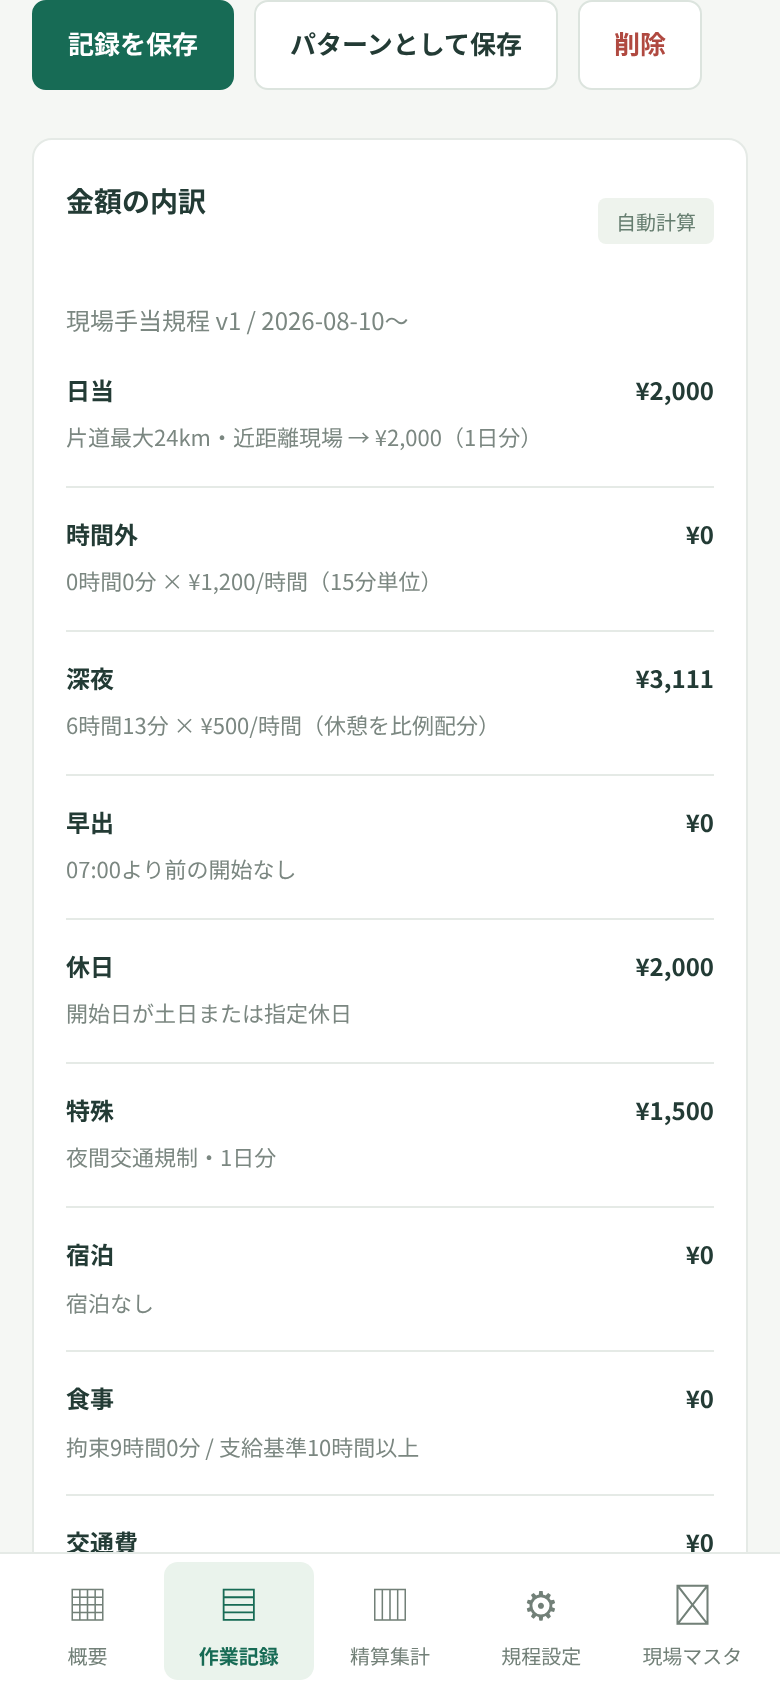 記録を保存
パターンとして保存
削除
金額の内訳
自動計算
現場手当規程 v1 / 2026-08-10〜
日当
¥2,000
片道最大24km・近距離現場 → ¥2,000（1日分）
時間外
¥0
0時間0分 × ¥1,200/時間（15分単位）
深夜
¥3,111
6時間13分 × ¥500/時間（休憩を比例配分）
早出
¥0
07:00より前の開始なし
休日
¥2,000
開始日が土日または指定休日
特殊
¥1,500
夜間交通規制・1日分
宿泊
¥0
宿泊なし
食事
¥0
拘束9時間0分 / 支給基準10時間以上
交通費
¥0
概要
作業記録
精算集計
規程設定
現場マスタ